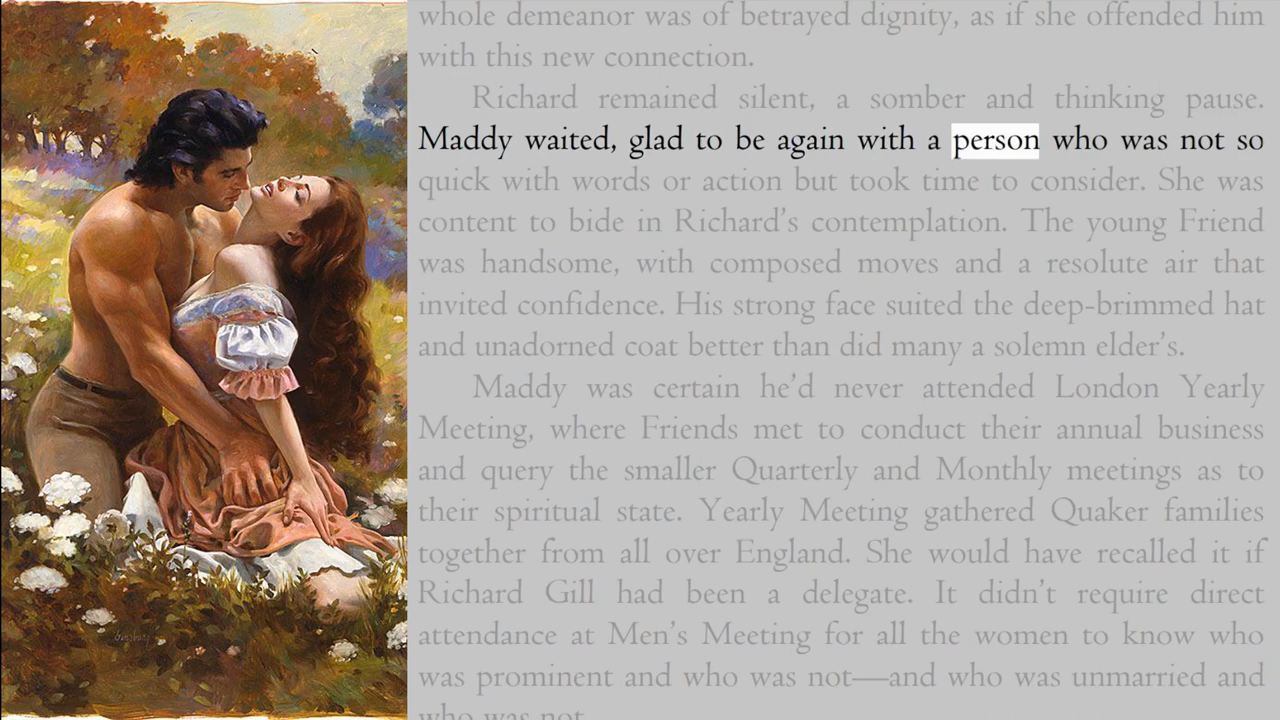 whole demeanor was of betrayed dignity, as if she offended him
with this new connection.
Richard remained silent, a somber and thinking pause.
Maddy waited, glad to be again with a person who was not so
quick with words or action but took time to consider. She was
content to bide in Richard’s contemplation. The young Friend
was handsome, with composed moves and a resolute air that
invited confidence. His strong face suited the deep-brimmed hat
and unadorned coat better than did many a solemn elder’s.
Maddy was certain he’d never attended London Yearly
Meeting, where Friends met to conduct their annual business
and query the smaller Quarterly and Monthly meetings as to
their spiritual state. Yearly Meeting gathered Quaker families
together from all over England. She would have recalled it if
Richard Gill had been a delegate. It didn’t require direct
attendance at Men’s Meeting for all the women to know who
was prominent and who was not—and who was unmarried and
who was not